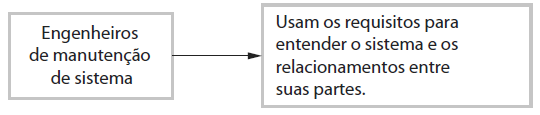 Engenheiros
de manutenção
de sistema
Usam os requisitos para
entender o sistema e os
relacionamentos entre
suas partes.